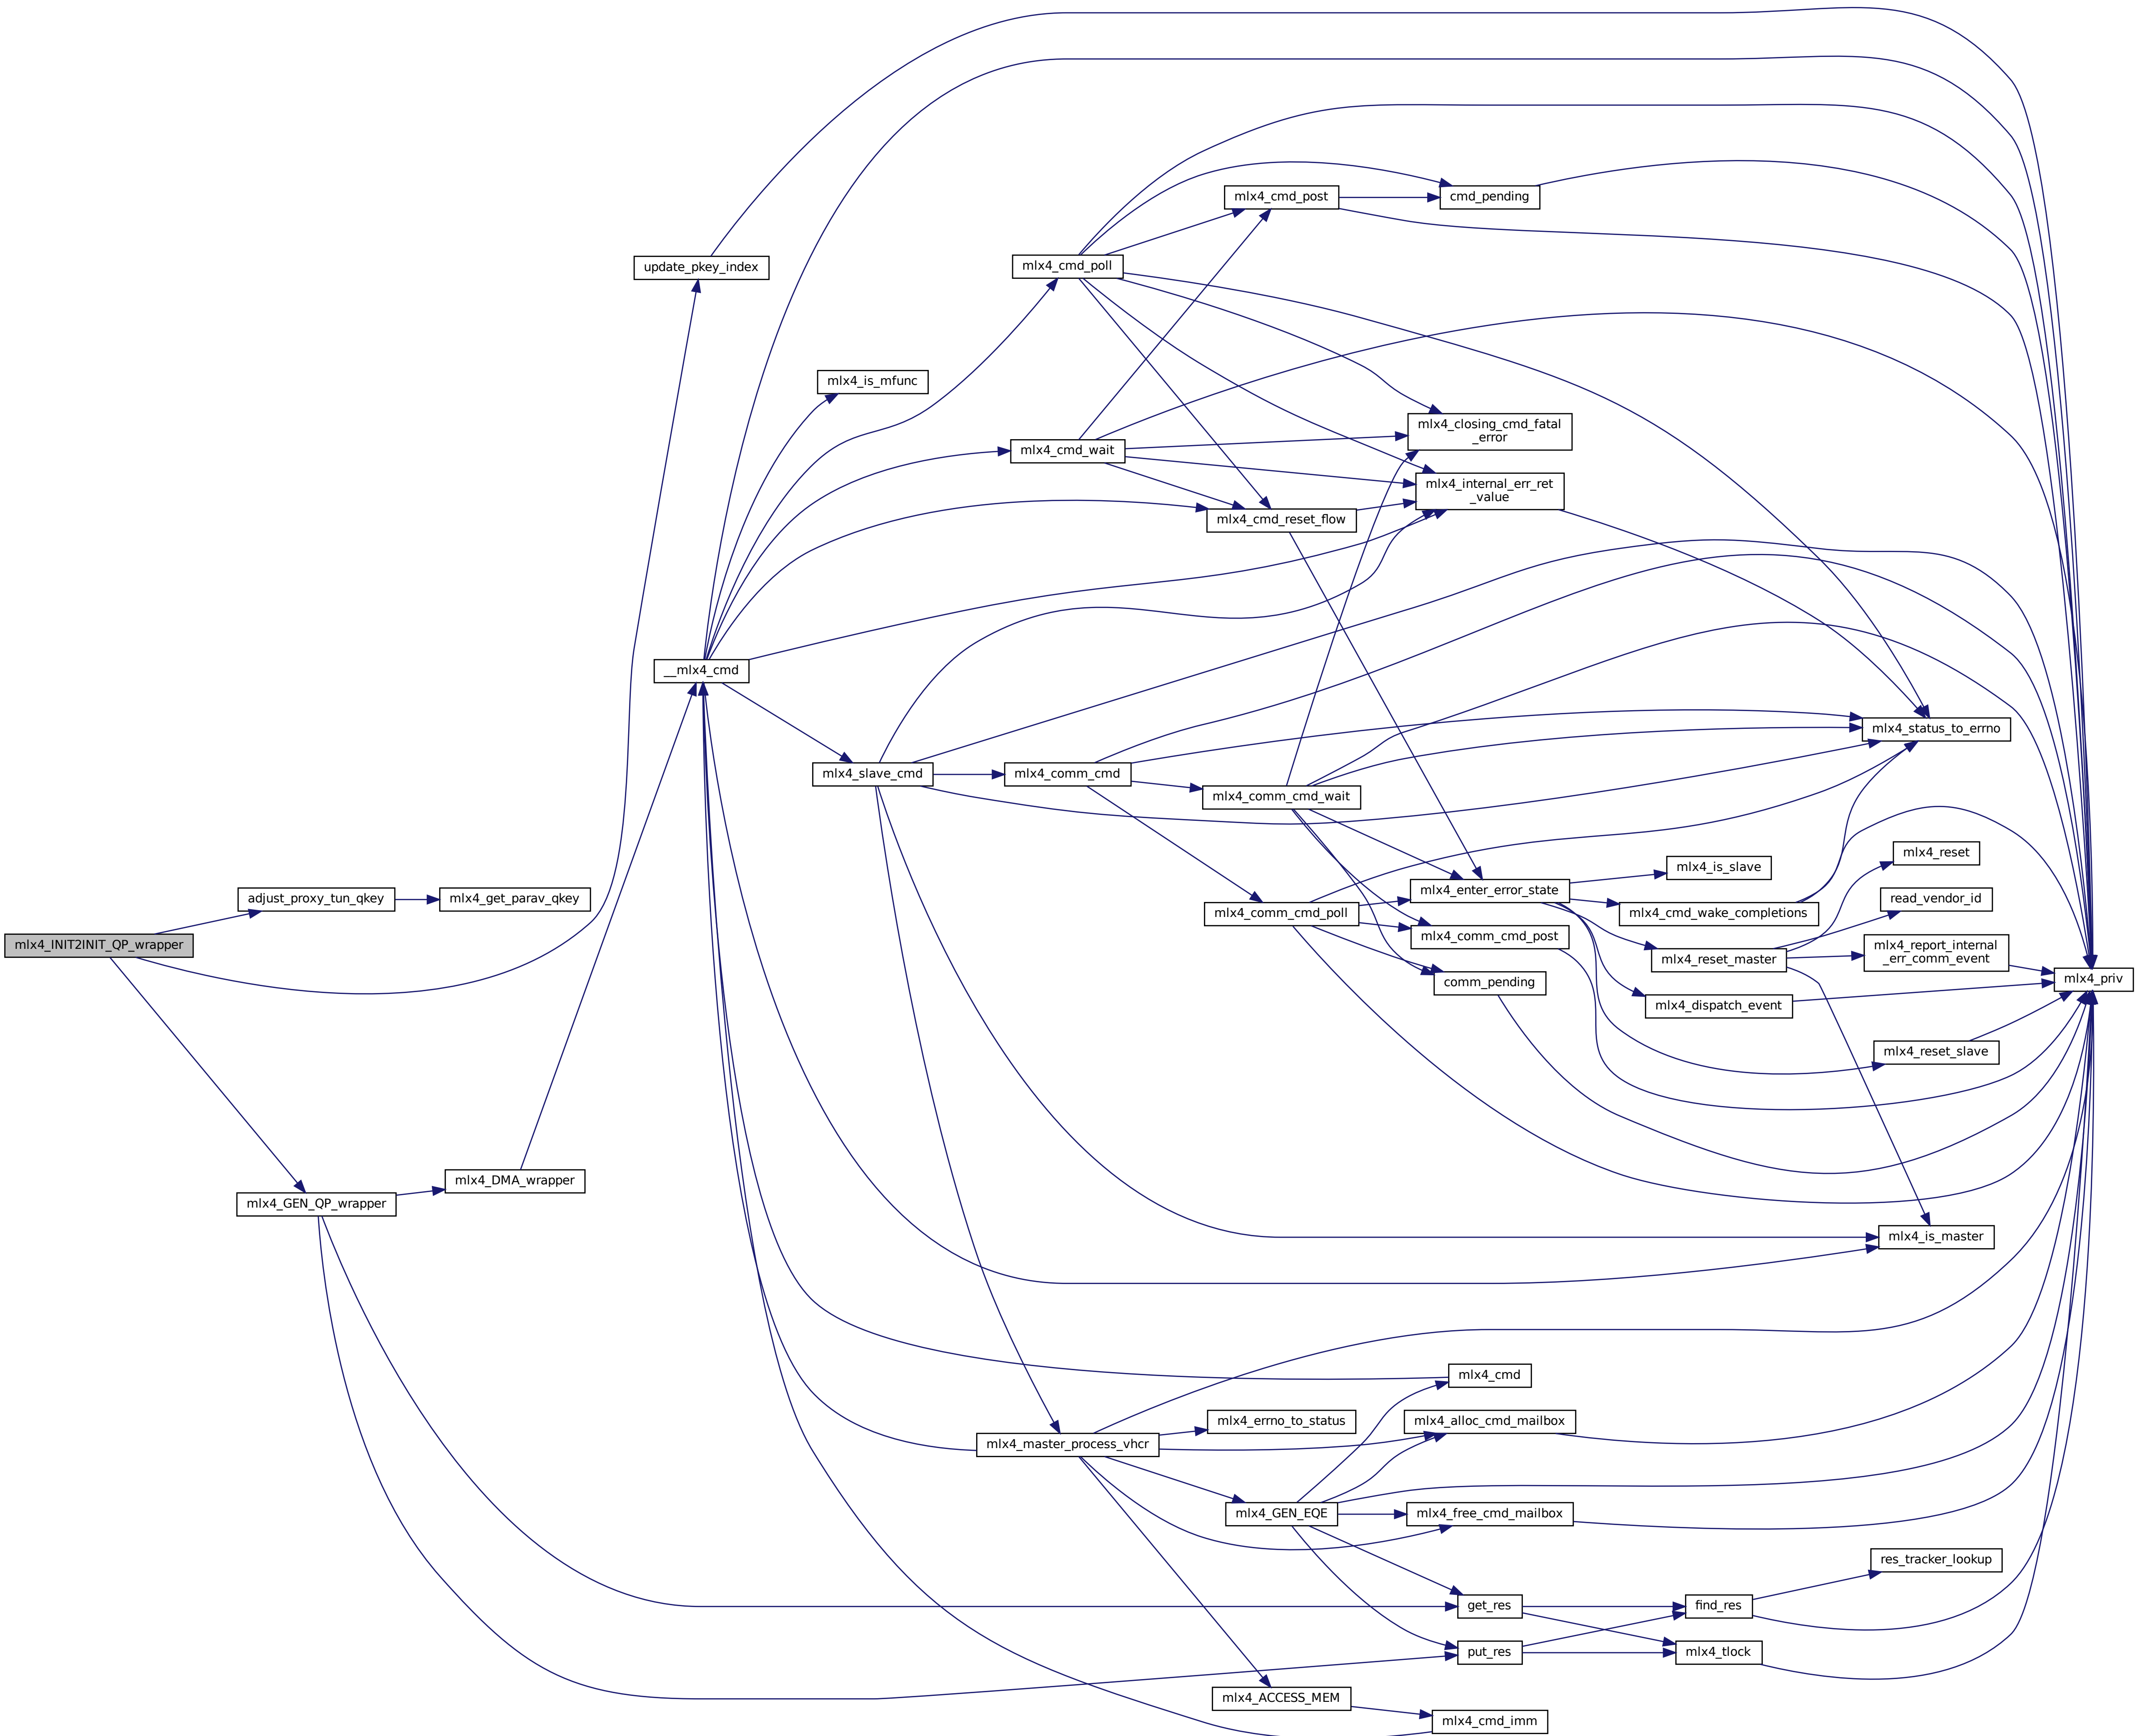 update_pkey_index
mlx4_cmd_post
cmd_pending
mlx4_cmd_poll
mlx4_is_mfunc
mlx4_closing_cmd_fatal
_error
mlx4_cmd_wait
mlx4_internal_err_ret
_value
mlx4_cmd_reset_flow
__mlx4_cmd
mlx4_status_to_errno
mlx4_slave_cmd
mlx4_comm_cmd
mlx4_comm_cmd_wait
mlx4_reset
mlx4_is_slave
mlx4_enter_error_state
adjust_proxy_tun_qkey
mlx4_get_parav_qkey
read_vendor_id
mlx4_comm_cmd_poll
mlx4_cmd_wake_completions
mlx4_comm_cmd_post
mlx4_INIT2INIT_QP_wrapper
mlx4_report_internal
_err_comm_event
mlx4_reset_master
comm_pending
mlx4_priv
mlx4_dispatch_event
mlx4_reset_slave
mlx4_DMA_wrapper
mlx4_GEN_QP_wrapper
mlx4_is_master
mlx4_cmd
mlx4_errno_to_status
mlx4_alloc_cmd_mailbox
mlx4_master_process_vhcr
mlx4_GEN_EQE
mlx4_free_cmd_mailbox
res_tracker_lookup
get_res
find_res
put_res
mlx4_tlock
mlx4_ACCESS_MEM
mlx4_cmd_imm